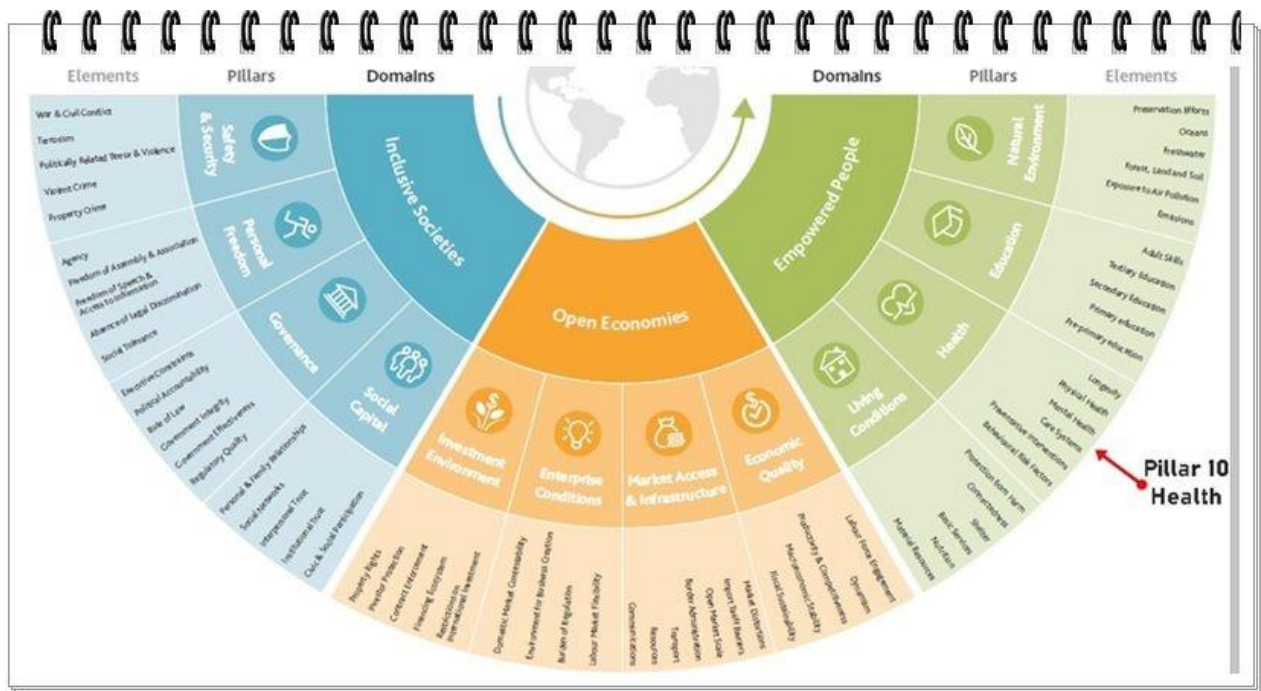 Elements
Pillars
Domains
Domains
Pillars
Elements
War & Civil Conflict
Terrorism
Politically Related Terror & Violence
Violent Crime
Property Crime
Safety
& Security
Inclusive Societies
Agency
Freedom of Assembly & Association
Freedom of Speech &
Access to Information
Absence of Legal Discrimination
Social Tolerance
Personal
Freedom
Executive Constraints
Political Accountability
Rule of Law
Government Integrity
Government Effectiveness
Regulatory Quality
Governance
Personal & Family Relationships
Social Networks
Interpersonal Trust
Institutional Trust
Civic & Social Participation
Social
Capital
Open Economies
Investment
Environment
Property Rights
Investor Protection
Contract Enforcement
Financing Ecosystem
Restrictions on
International Investment
Enterprise
Conditions
Domestic Market Contestability
Environment for Business Creation
Burden of Regulation
Labour Market Flexibility
Market Access
& Infrastructure
Communications
Resources
Transport
Border Administration
Open Market Scale
Import Tariff Barriers
Market Distortions
Economic
Quality
Fiscal Sustainability
Macroeconomic Stability
Productivity & Competitiveness
Dynamism
Labour Force Engagement
Empowered People
Living
Conditions
Material Resources
Nutrition
Basic Services
Shelter
Connectedness
Protection from Harm
Health
Behavioural Risk Factors
Preventative Interventions
Care Systems
Mental Health
Physical Health
Longevity
Education
Pre-primary education
Primary education
Secondary Education
Tertiary Education
Adult Skills
Natural
Environment
Emissions
Exposure to Air Pollution
Forest, Land and Soil
Freshwater
Oceans
Preservation Efforts
Pillar 10
Health